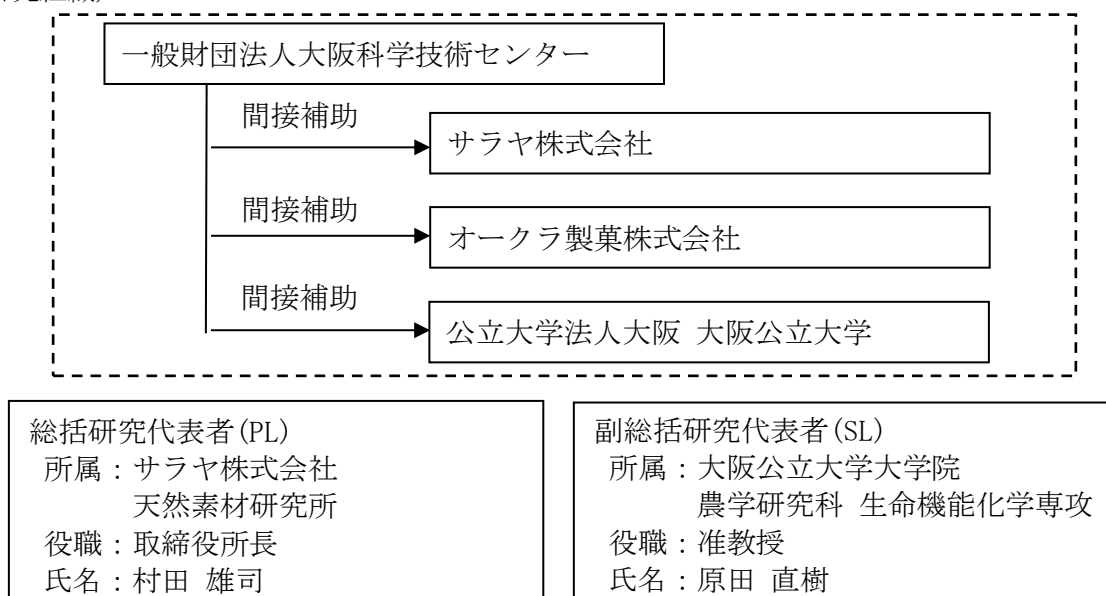 一般財団法人大阪科学技術センター
間接補助
サラヤ株式会社
間接補助
オークラ製菓株式会社
間接補助
公立大学法人大阪 大阪公立大学
総括研究代表者(PL)
所属：サラヤ株式会社
天然素材研究所
役職：取締役所長
氏名：村田 雄司
副総括研究代表者(SL)
所属：大阪公立大学大学院
農学研究科 生命機能化学専攻
役職：准教授
氏名：原田 直樹